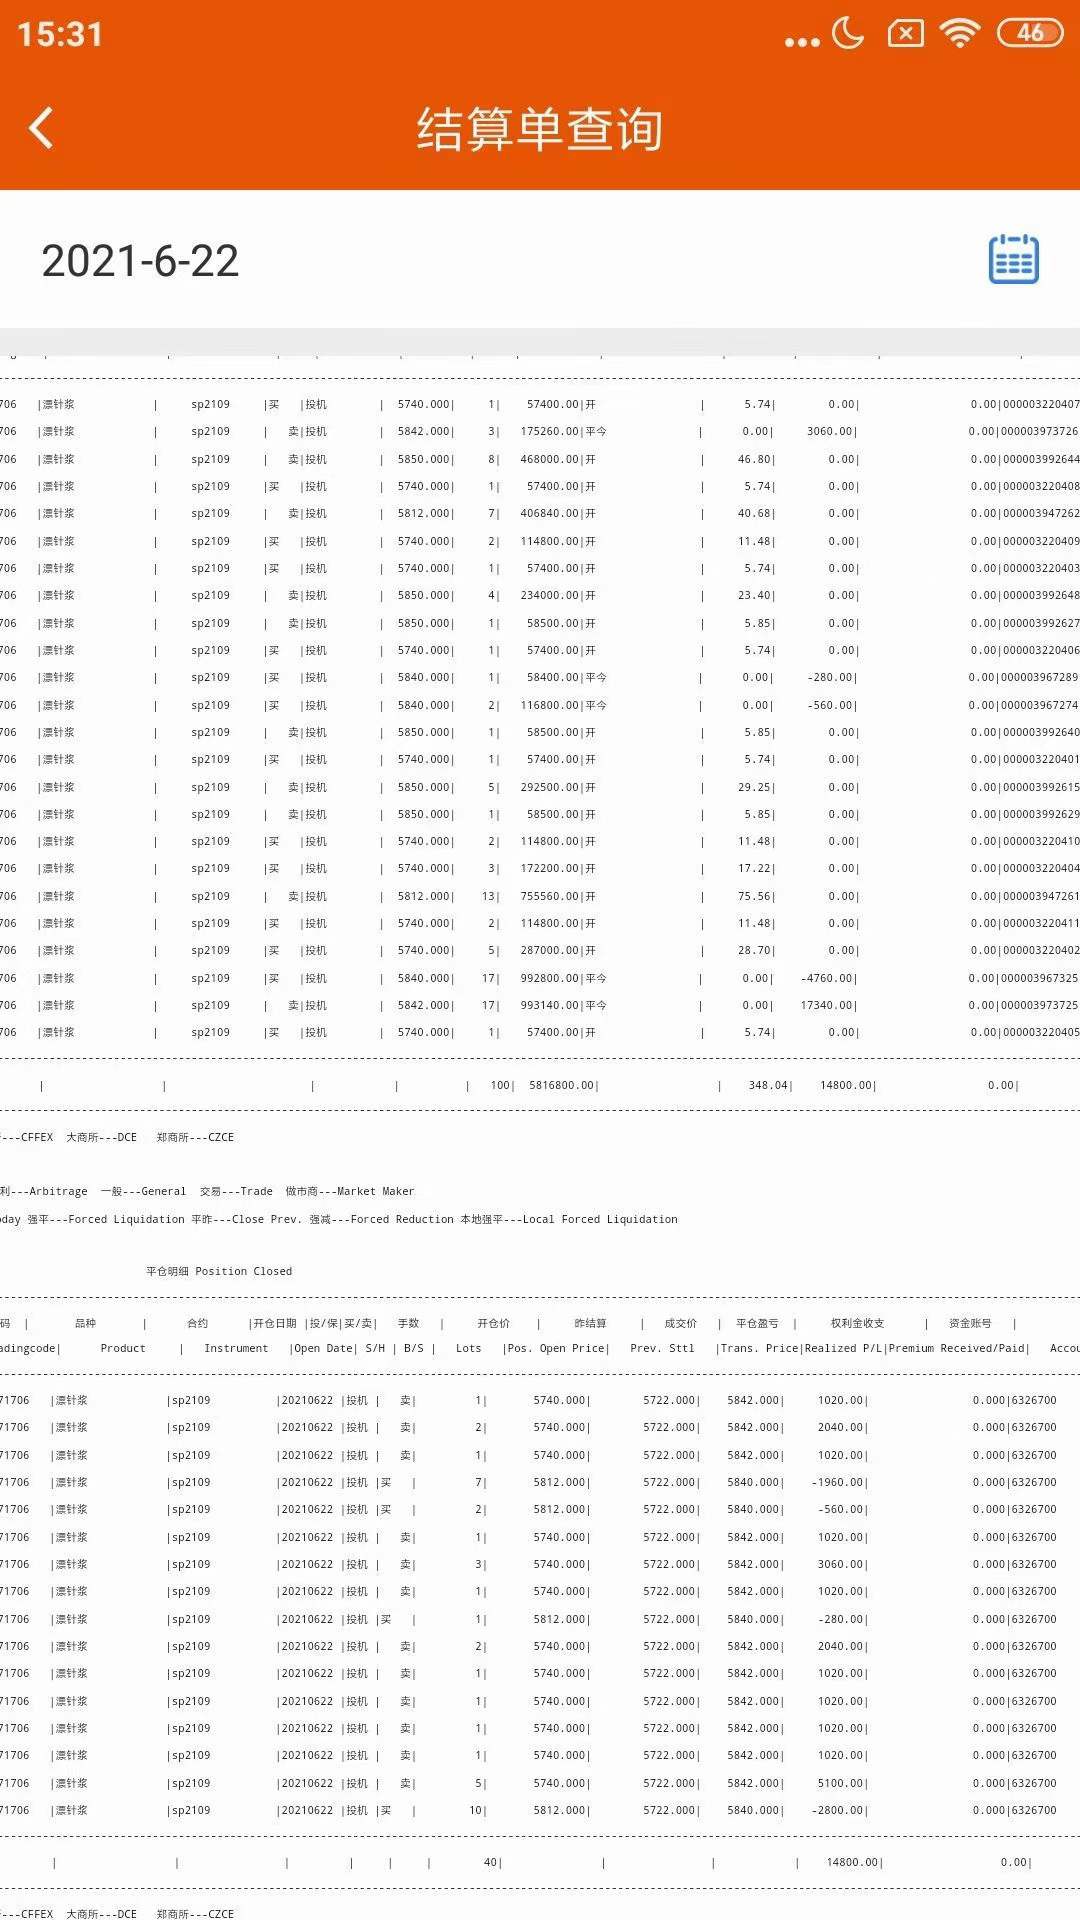 15:31
46
结算单查询
2021-6-22
706 |漂针浆 | sp2109 |买 |投机 | 5740.000| 1| 57400.00|开 | 5.74| 0.00| 0.00|000003220407
706 |漂针浆 | sp2109 | 卖|投机 | 5842.000| 3| 175260.00|平今 | 0.00| 3060.00| 0.00|000003973726
706 |漂针浆 | sp2109 | 卖|投机 | 5850.000| 8| 468000.00|开 | 46.80| 0.00| 0.00|000003992644
706 |漂针浆 | sp2109 |买 |投机 | 5740.000| 1| 57400.00|开 | 5.74| 0.00| 0.00|000003220408
706 |漂针浆 | sp2109 | 卖|投机 | 5812.000| 7| 406840.00|开 | 40.68| 0.00| 0.00|000003947262
706 |漂针浆 | sp2109 |买 |投机 | 5740.000| 2| 114800.00|开 | 11.48| 0.00| 0.00|000003220409
706 |漂针浆 | sp2109 |买 |投机 | 5740.000| 1| 57400.00|开 | 5.74| 0.00| 0.00|000003220403
706 |漂针浆 | sp2109 | 卖|投机 | 5850.000| 4| 234000.00|开 | 23.40| 0.00| 0.00|000003992648
706 |漂针浆 | sp2109 | 卖|投机 | 5850.000| 1| 58500.00|开 | 5.85| 0.00| 0.00|000003992627
706 |漂针浆 | sp2109 |买 |投机 | 5740.000| 1| 57400.00|开 | 5.74| 0.00| 0.00|000003220406
706 |漂针浆 | sp2109 |买 |投机 | 5840.000| 1| 58400.00|平今 | 0.00| -280.00| 0.00|000003967289
706 |漂针浆 | sp2109 |买 |投机 | 5840.000| 2| 116800.00|平今 | 0.00| -560.00| 0.00|000003967274
706 |漂针浆 | sp2109 | 卖|投机 | 5850.000| 1| 58500.00|开 | 5.85| 0.00| 0.00|000003992640
706 |漂针浆 | sp2109 |买 |投机 | 5740.000| 1| 57400.00|开 | 5.74| 0.00| 0.00|000003220401
706 |漂针浆 | sp2109 | 卖|投机 | 5850.000| 5| 292500.00|开 | 29.25| 0.00| 0.00|000003992615
706 |漂针浆 | sp2109 | 卖|投机 | 5850.000| 1| 58500.00|开 | 5.85| 0.00| 0.00|000003992629
706 |漂针浆 | sp2109 |买 |投机 | 5740.000| 2| 114800.00|开 | 11.48| 0.00| 0.00|000003220410
706 |漂针浆 | sp2109 |买 |投机 | 5740.000| 3| 172200.00|开 | 17.22| 0.00| 0.00|000003220404
706 |漂针浆 | sp2109 | 卖|投机 | 5812.000| 13| 755560.00|开 | 75.56| 0.00| 0.00|000003947261
706 |漂针浆 | sp2109 |买 |投机 | 5740.000| 2| 114800.00|开 | 11.48| 0.00| 0.00|000003220411
706 |漂针浆 | sp2109 |买 |投机 | 5740.000| 5| 287000.00|开 | 28.70| 0.00| 0.00|000003220402
706 |漂针浆 | sp2109 |买 |投机 | 5840.000| 17| 992800.00|平今 | 0.00| -4760.00| 0.00|000003967325
706 |漂针浆 | sp2109 | 卖|投机 | 5842.000| 17| 993140.00|平今 | 0.00| 17340.00| 0.00|000003973725
706 |漂针浆 | sp2109 |买 |投机 | 5740.000| 1| 57400.00|开 | 5.74| 0.00| 0.00|000003220405
| | | | | 100| 5816800.00| | 348.04| 14800.00| 0.00|
---CFFEX 大商所---DCE 郑商所---CZCE
利---Arbitrage 一般---General 交易---Trade 做市商---Market Maker
oday 强平---Forced Liquidation 平昨---Close Prev. 强减---Forced Reduction 本地强平---Local Forced Liquidation
平仓明细 Position Closed
码 | 品种 | 合约 |开仓日期 |投/保|买/卖| 手数 | 开仓价 | 昨结算 | 成交价 | 平仓盈亏 | 权利金收支 | 资金账号 |
adingcode| Product | Instrument |Open Date| S/H | B/S | Lots |Pos. Open Price| Prev. Sttl |Trans. Price|Realized P/L|Premium Received/Paid| Accou
71706 |漂针浆 |sp2109 |20210622 |投机 | 卖| 1| 5740.000| 5722.000| 5842.000| 1020.00| 0.000|6326700
71706 |漂针浆 |sp2109 |20210622 |投机 | 卖| 2| 5740.000| 5722.000| 5842.000| 2040.00| 0.000|6326700
71706 |漂针浆 |sp2109 |20210622 |投机 | 卖| 1| 5740.000| 5722.000| 5842.000| 1020.00| 0.000|6326700
71706 |漂针浆 |sp2109 |20210622 |投机 |买 | 7| 5812.000| 5722.000| 5840.000| -1960.00| 0.000|6326700
71706 |漂针浆 |sp2109 |20210622 |投机 |买 | 2| 5812.000| 5722.000| 5840.000| -560.00| 0.000|6326700
71706 |漂针浆 |sp2109 |20210622 |投机 | 卖| 1| 5740.000| 5722.000| 5842.000| 1020.00| 0.000|6326700
71706 |漂针浆 |sp2109 |20210622 |投机 | 卖| 3| 5740.000| 5722.000| 5842.000| 3060.00| 0.000|6326700
71706 |漂针浆 |sp2109 |20210622 |投机 | 卖| 1| 5740.000| 5722.000| 5842.000| 1020.00| 0.000|6326700
71706 |漂针浆 |sp2109 |20210622 |投机 |买 | 1| 5812.000| 5722.000| 5840.000| -280.00| 0.000|6326700
71706 |漂针浆 |sp2109 |20210622 |投机 | 卖| 2| 5740.000| 5722.000| 5842.000| 2040.00| 0.000|6326700
71706 |漂针浆 |sp2109 |20210622 |投机 | 卖| 1| 5740.000| 5722.000| 5842.000| 1020.00| 0.000|6326700
71706 |漂针浆 |sp2109 |20210622 |投机 | 卖| 1| 5740.000| 5722.000| 5842.000| 1020.00| 0.000|6326700
71706 |漂针浆 |sp2109 |20210622 |投机 | 卖| 1| 5740.000| 5722.000| 5842.000| 1020.00| 0.000|6326700
71706 |漂针浆 |sp2109 |20210622 |投机 | 卖| 1| 5740.000| 5722.000| 5842.000| 1020.00| 0.000|6326700
71706 |漂针浆 |sp2109 |20210622 |投机 | 卖| 5| 5740.000| 5722.000| 5842.000| 5100.00| 0.000|6326700
71706 |漂针浆 |sp2109 |20210622 |投机 |买 | 10| 5812.000| 5722.000| 5840.000| -2800.00| 0.000|6326700
| | | | | | 40| | | | 14800.00| 0.00|
---CFFEX 大商所---DCE 郑商所---CZCE